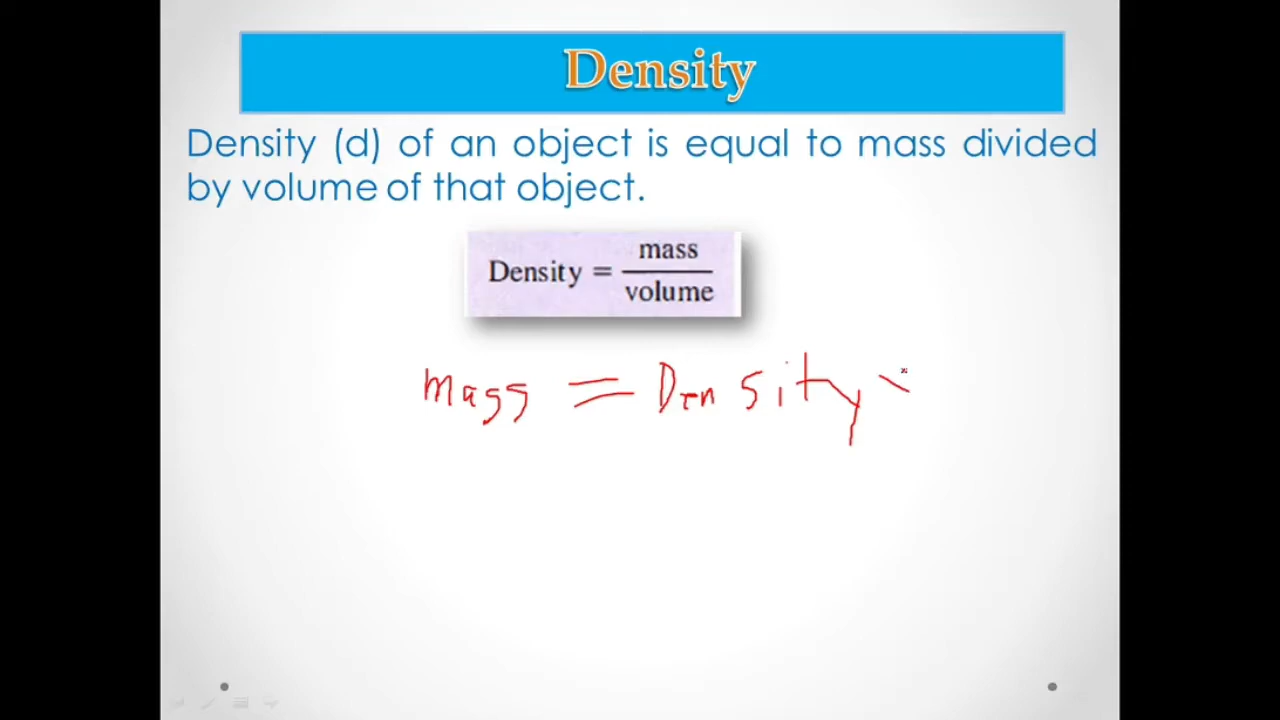 Density
Density (d) of an object is equal to mass divided
by volume of that object.
Density = mass
volume
mass = Density